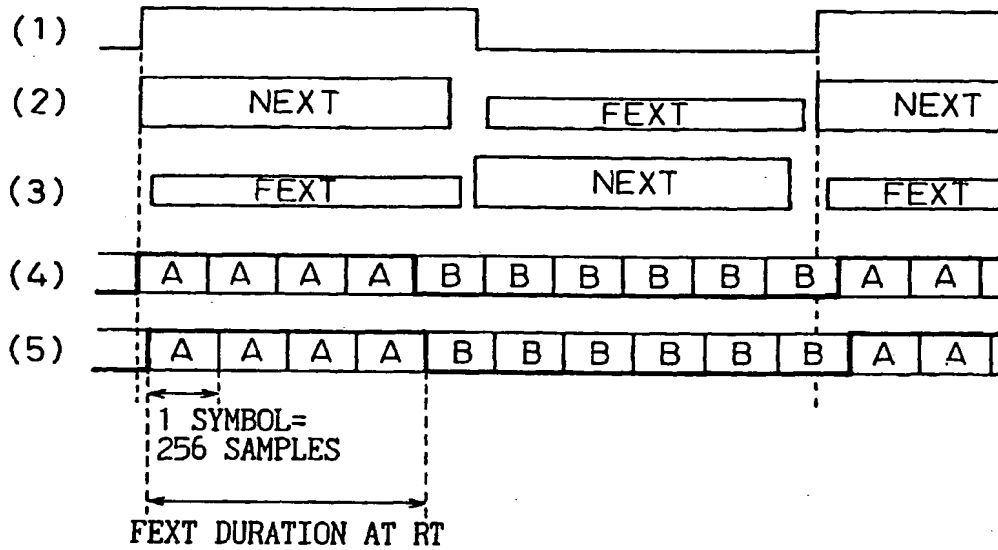 (1)
(2) NEXT FEXT NEXT
(3) FEXT NEXT FEXT
(4) A A A A B B B B B B A A
(5) A A A A B B B B B B A A
1 SYMBOL=
256 SAMPLES
FEXT DURATION AT RT